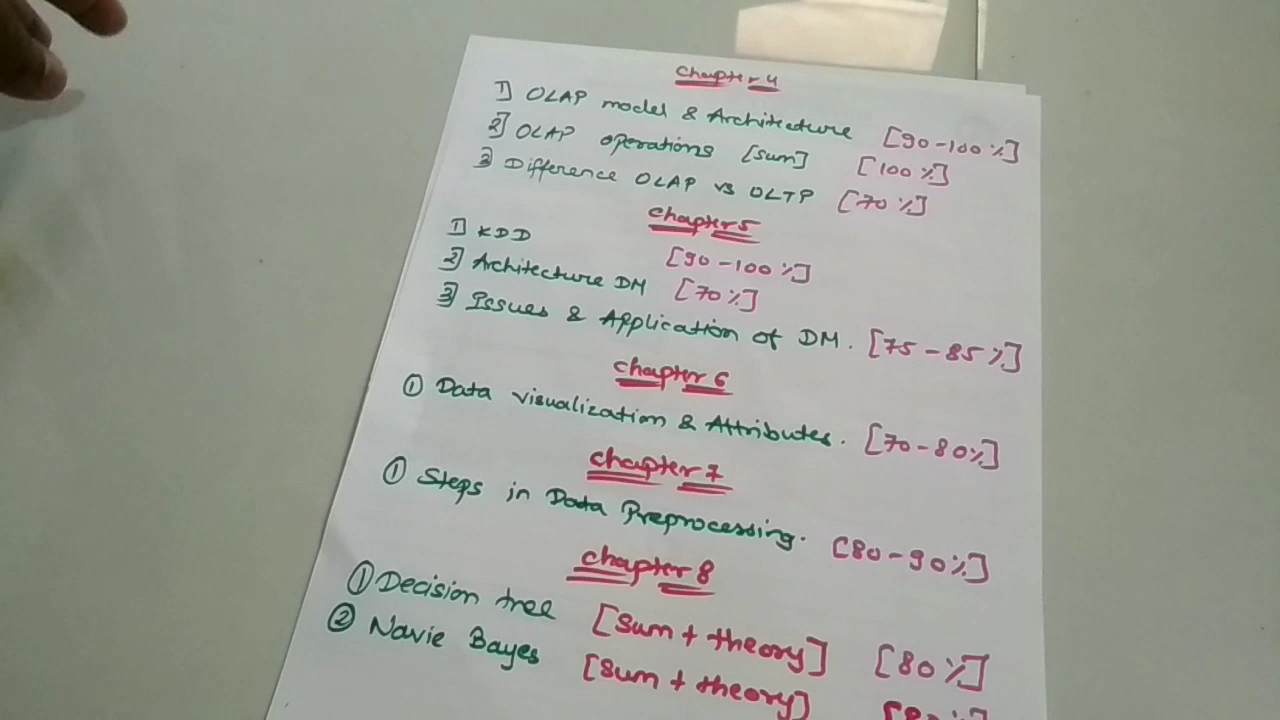 Chapter 4
1] OLAP model & Architecture [90-100%]
2] OLAP operations [sum] [100%]
3] Difference OLAP vs OLTP [70%]
Chapter 5
1] KDD [90-100%]
2] Architecture DM [70%]
3] Issues & Application of DM. [75-85%]
Chapter 6
① Data visualization & Attributes. [70-80%]
Chapter 7
① Steps in Data Preprocessing. [80-90%]
Chapter 8
① Decision tree [sum + theory] [80%]
② Navie Bayes [sum + theory]